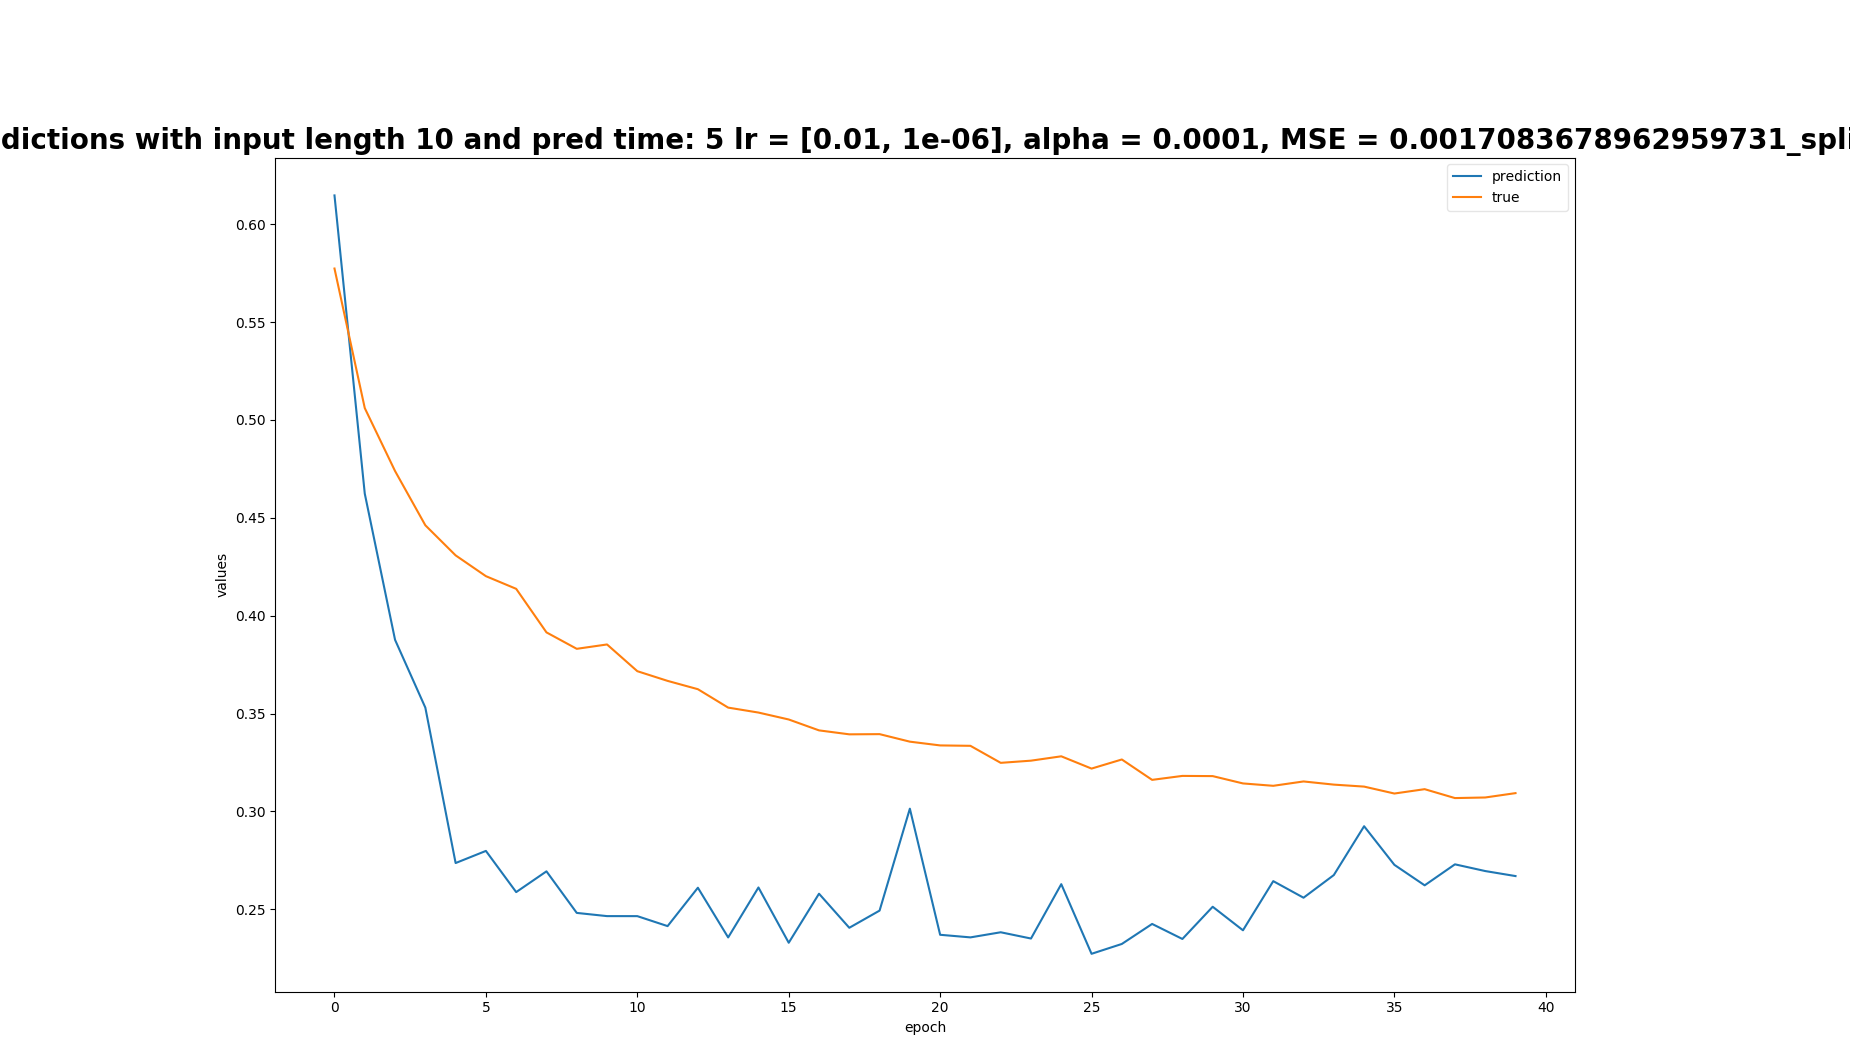 dictions with input length 10 and pred time: 5 lr = [0.01, 1e-06], alpha = 0.0001, MSE = 0.0017083678962959731_spli
prediction
true
0.60
0.55
0.50
0.45
0.40
0.35
0.30
0.25
values
0 5 10 15 20 25 30 35 40
epoch